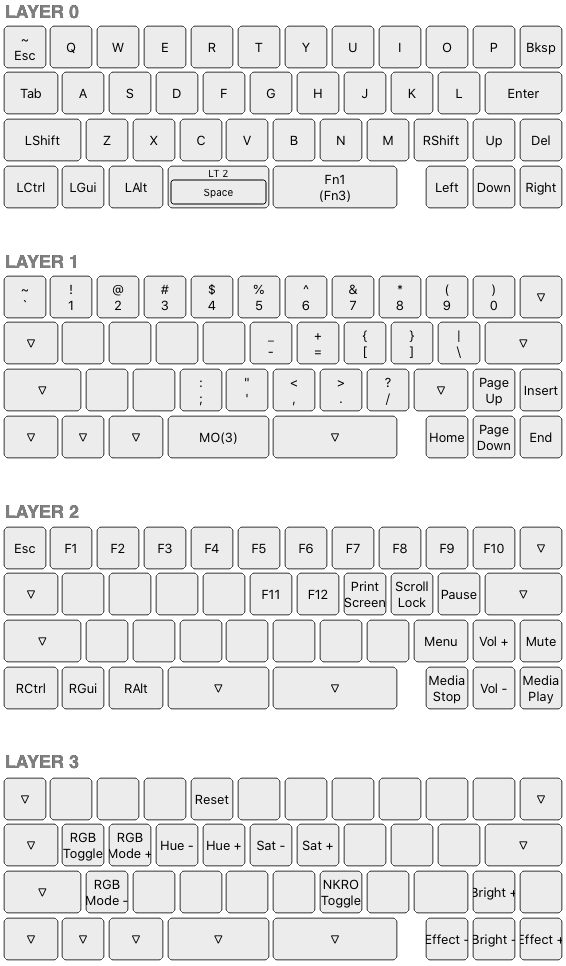 LAYER 0
~
Esc Q W E R T Y U I O P Bksp
Tab A S D F G H J K L Enter
LShift Z X C V B N M RShift Up Del
LCtrl LGui LAlt LT 2
Space Fn1
(Fn3) Left Down Right
LAYER 1
~ ! @ # $ % ^ & * ( )
` 1 2 3 4 5 6 7 8 9 0 ∇
∇ _ + { } | ∇
- = [ ] \
∇ : " < > ? ∇ Page
Up Insert
; ' , . /
∇ ∇ ∇ MO(3) ∇ Home Page
Down End
LAYER 2
Esc F1 F2 F3 F4 F5 F6 F7 F8 F9 F10 ∇
∇ F11 F12 Print
Screen Scroll
Lock Pause ∇
∇ Menu Vol + Mute
RCtrl RGui RAlt ∇ ∇ Media
Stop Vol - Media
Play
LAYER 3
∇ Reset ∇
∇ RGB
Toggle RGB
Mode + Hue - Hue + Sat - Sat + ∇
∇ RGB
Mode - NKRO
Toggle Bright +
∇ ∇ ∇ ∇ ∇ Effect - Bright - Effect +